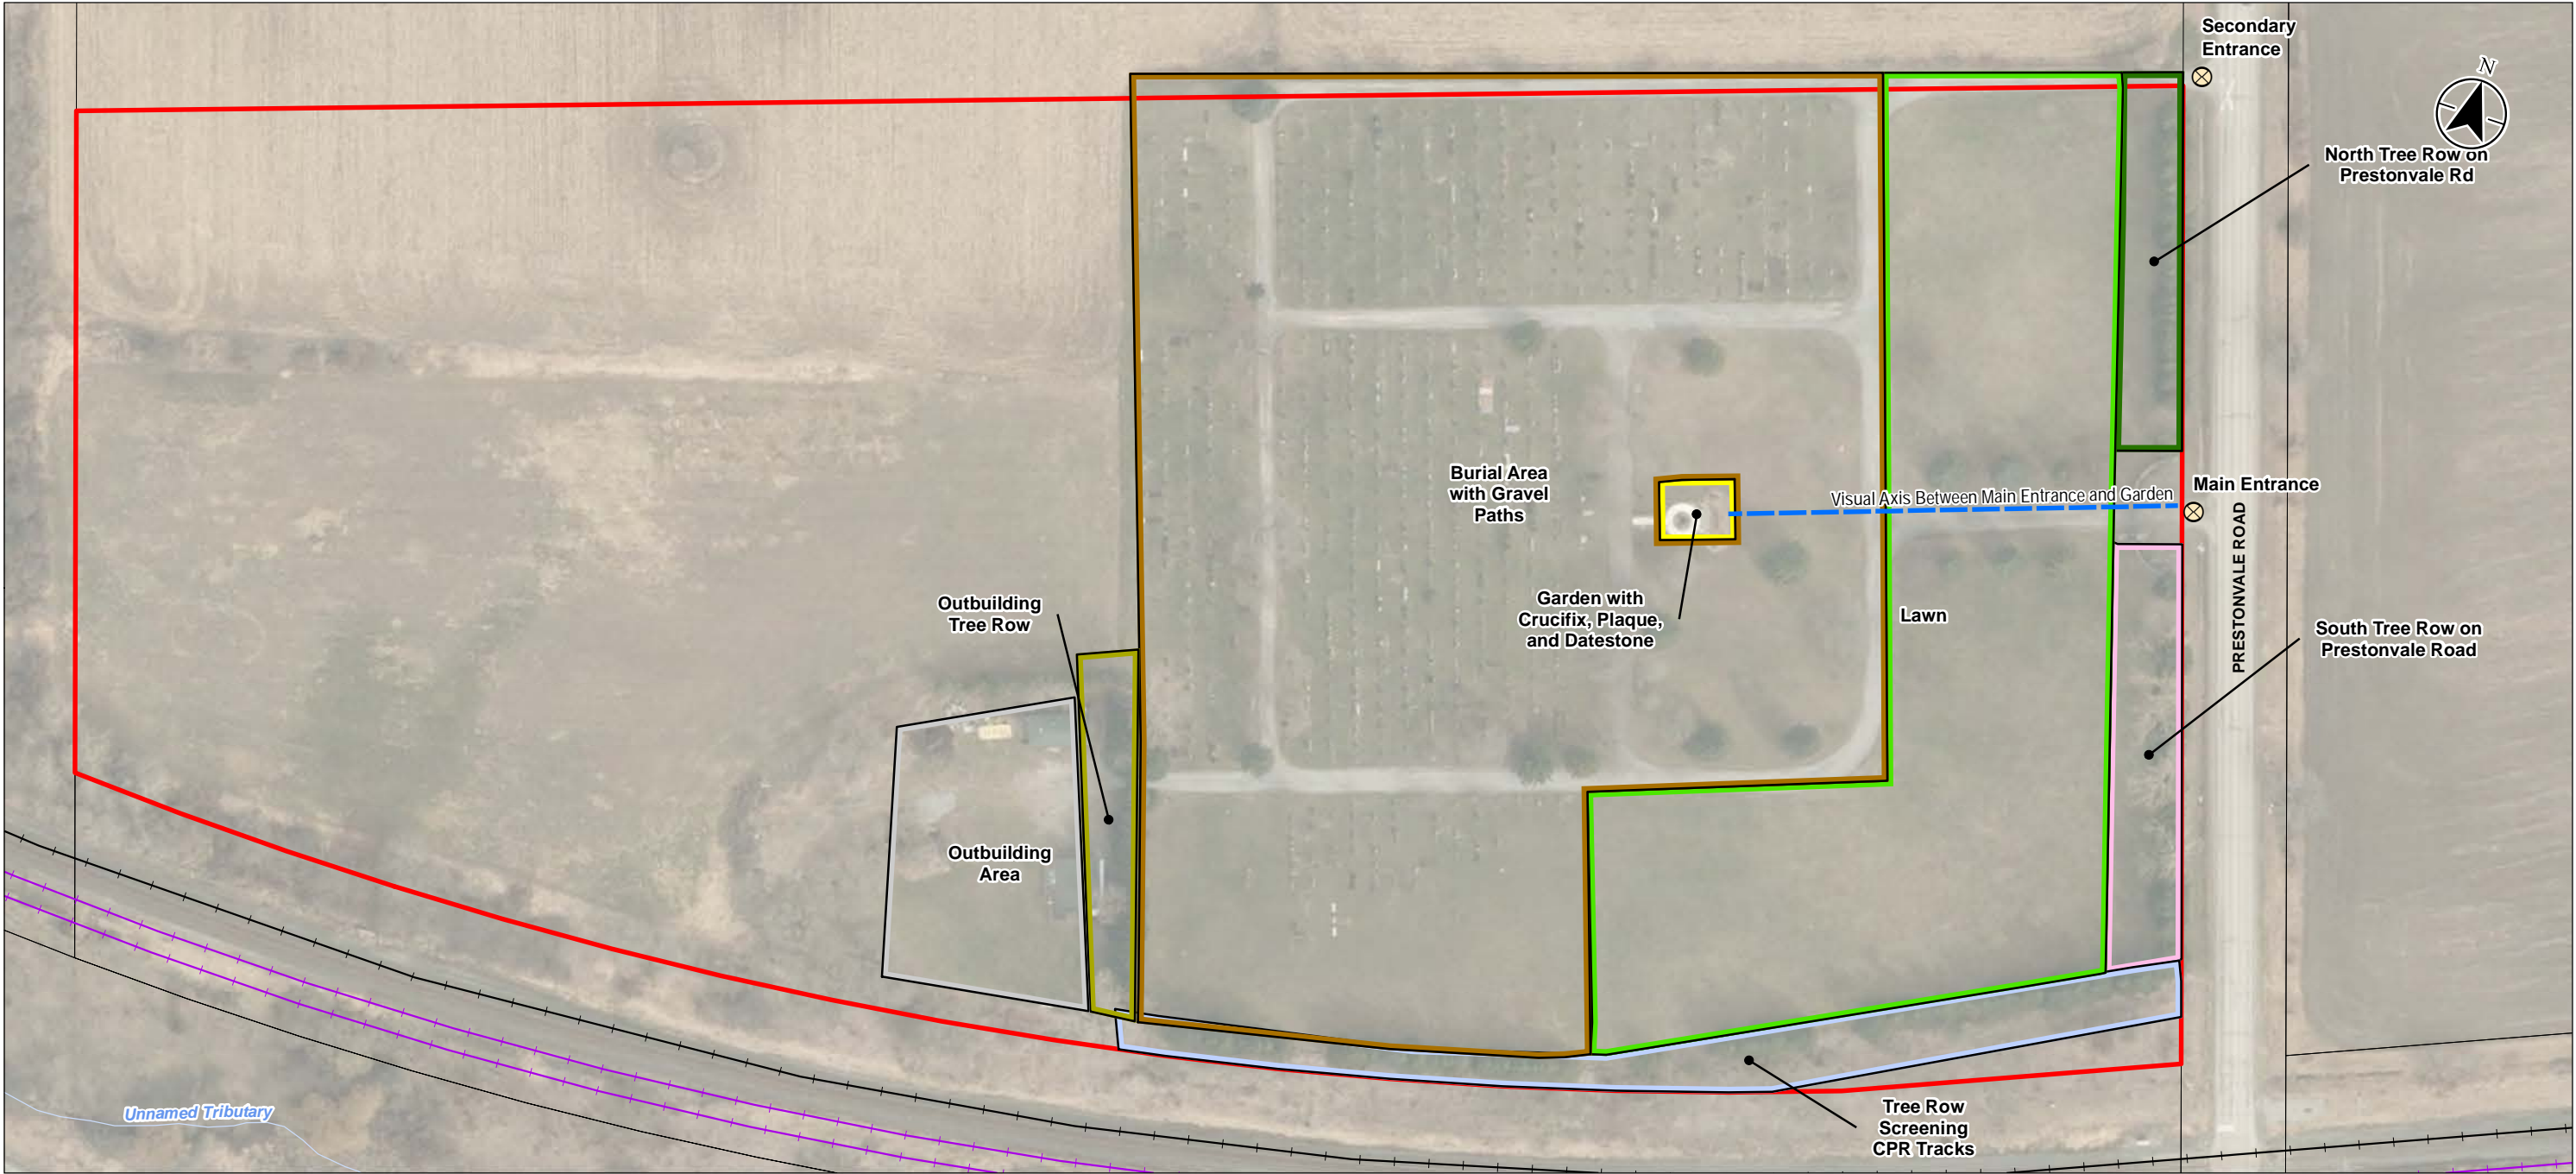 Secondary
Entrance
N
North Tree Row on
Prestonvale Rd
Burial Area
with Gravel
Paths
Visual Axis Between Main Entrance and Garden
Main Entrance
PRESTONVALE ROAD
Outbuilding
Tree Row
Garden with
Crucifix, Plaque,
and Datestone
Lawn
South Tree Row on
Prestonvale Road
Outbuilding
Area
Unnamed Tributary
Tree Row
Screening
CPR Tracks